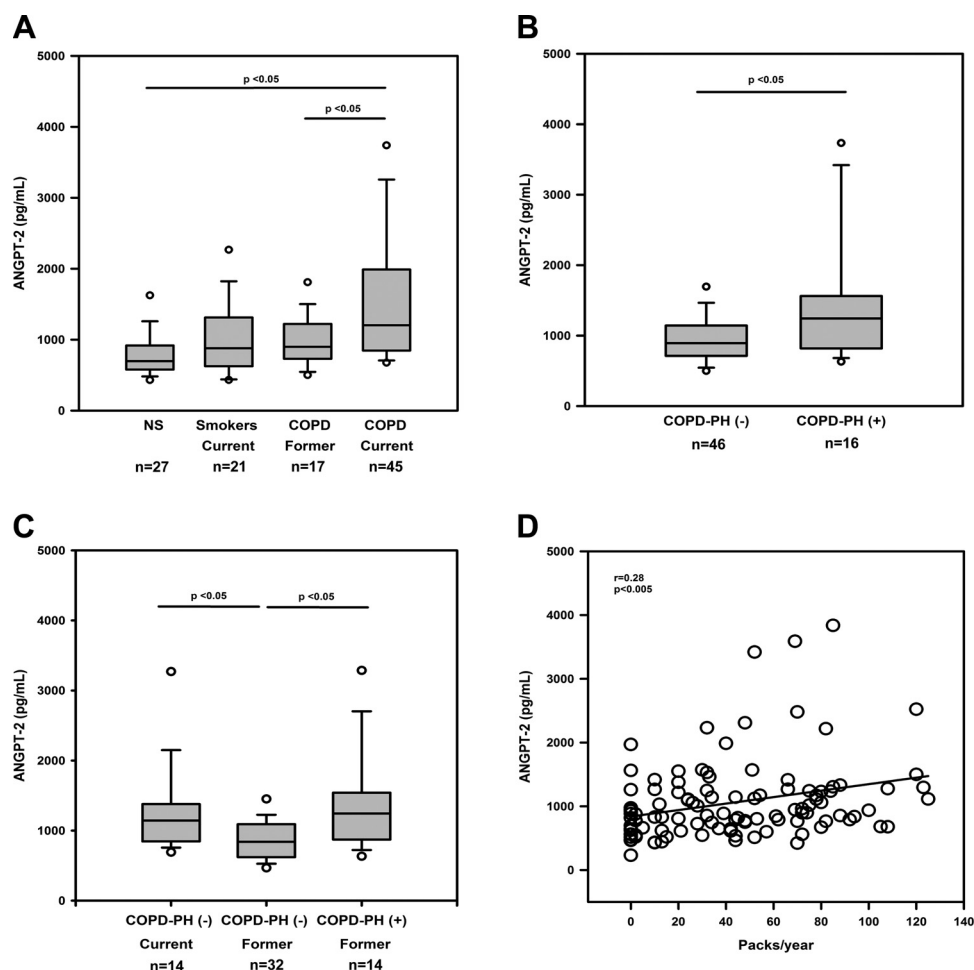 A
5000
4000
3000
2000
1000
0
ANGPT-2 (pg/mL)
p <0.05
p <0.05
NS Smokers COPD COPD
Current Former Current
n=27 n=21 n=17 n=45
B
5000
4000
3000
2000
1000
0
ANGPT-2 (pg/mL)
p <0.05
COPD-PH (-) COPD-PH (+)
n=46 n=16
C
5000
4000
3000
2000
1000
0
ANGPT-2 (pg/mL)
p <0.05 p <0.05
COPD-PH (-) COPD-PH (-) COPD-PH (+)
Current Former Former
n=14 n=32 n=14
D
5000
4000
3000
2000
1000
0
ANGPT-2 (pg/mL)
r=0.28
p<0.005
0 20 40 60 80 100 120 140
Packs/year